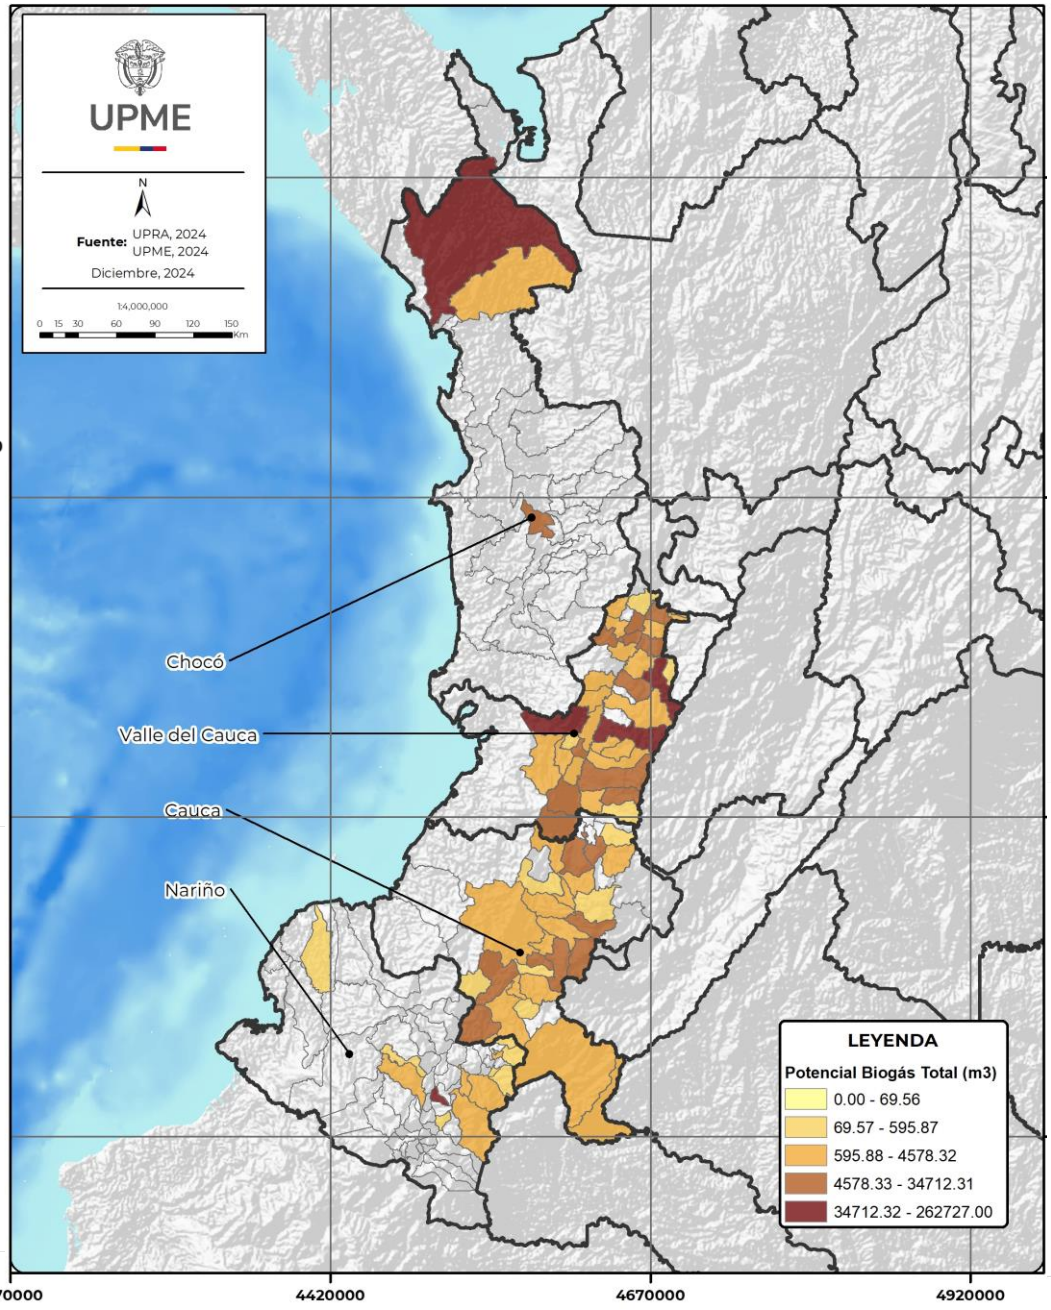 UPME
N
Fuente: UPRA, 2024
UPME, 2024
Diciembre, 2024
1:4,000,000
0 15 30 60 90 120 150
Km
Chocó
Valle del Cauca
Cauca
Nariño
LEYENDA
Potencial Biogás Total (m3)
0.00 - 69.56
69.57 - 595.87
595.88 - 4578.32
4578.33 - 34712.31
34712.32 - 262727.00
70000 4420000 4670000 4920000